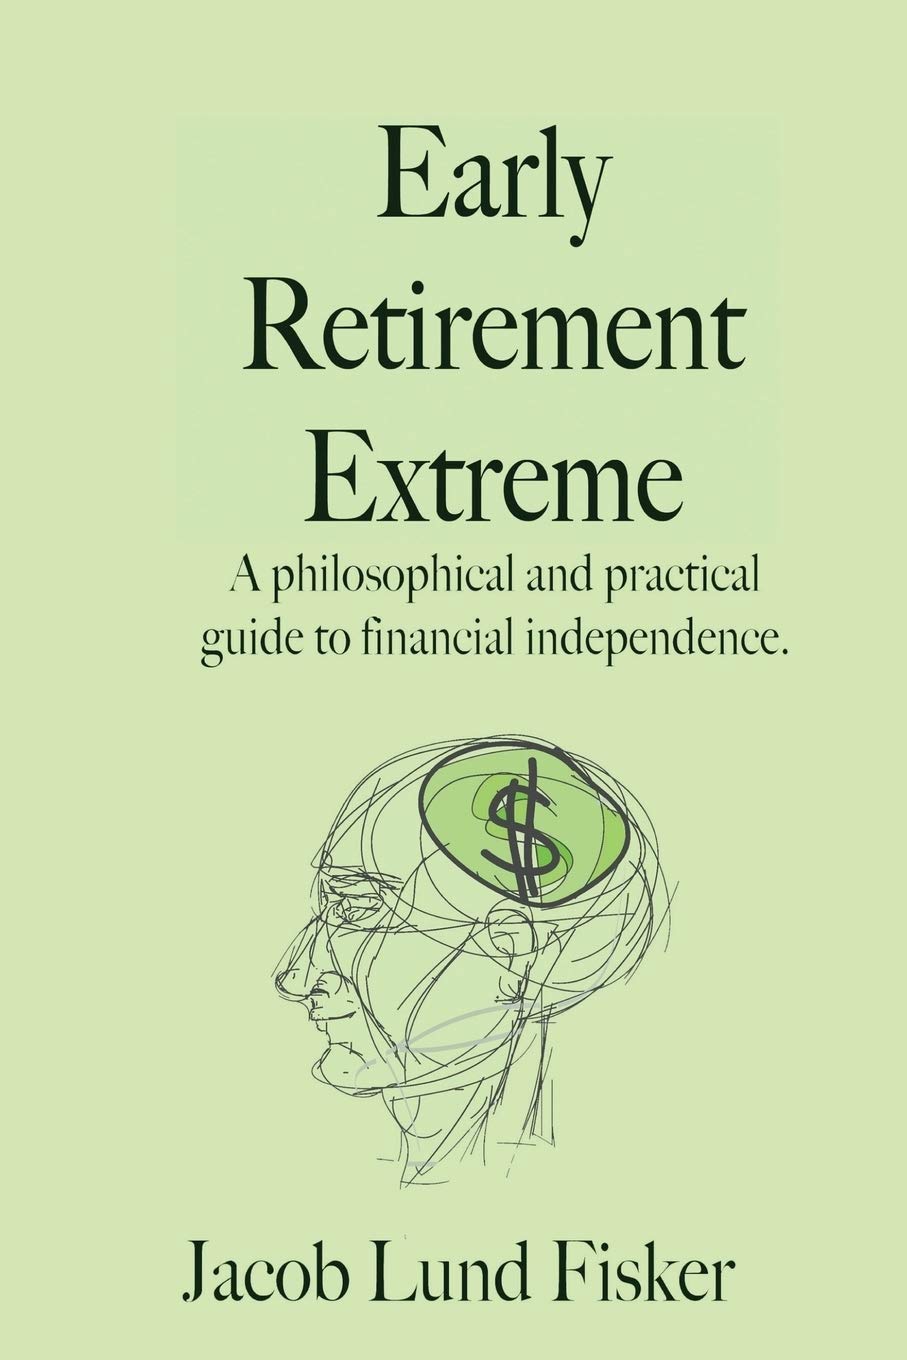 Early
Retirement
Extreme
A philosophical and practical
guide to financial independence.
$
Jacob Lund Fisker